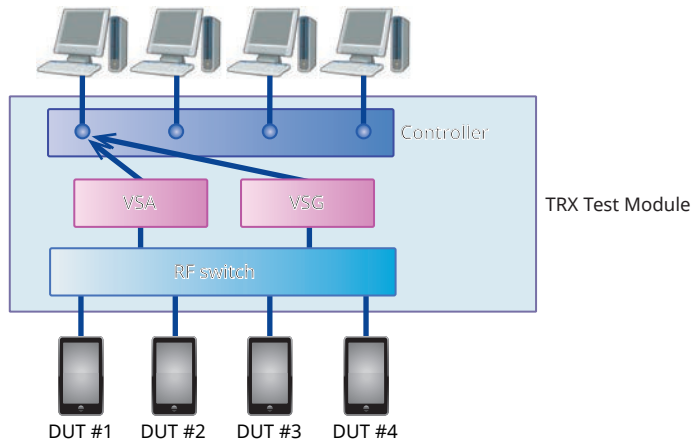 Controller
VSA
VSG
TRX Test Module
RF switch
DUT #1
DUT #2
DUT #3
DUT #4